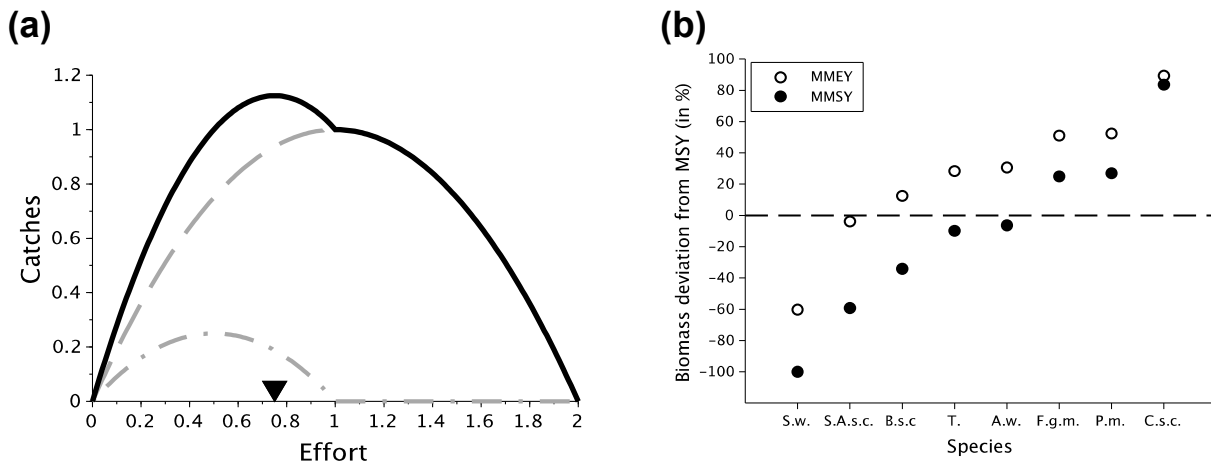 (a)
Catches
1.2
1
0.8
0.6
0.4
0.2
0
0 0.2 0.4 0.6 0.8 1 1.2 1.4 1.6 1.8 2
Effort
(b)
Biomass deviation from MSY (in %)
100
80
60
40
20
0
-20
-40
-60
-80
-100
MMEY
MMSY
S.w. S.A.s.c. B.s.c T. A.w. F.g.m. P.m. C.s.c.
Species